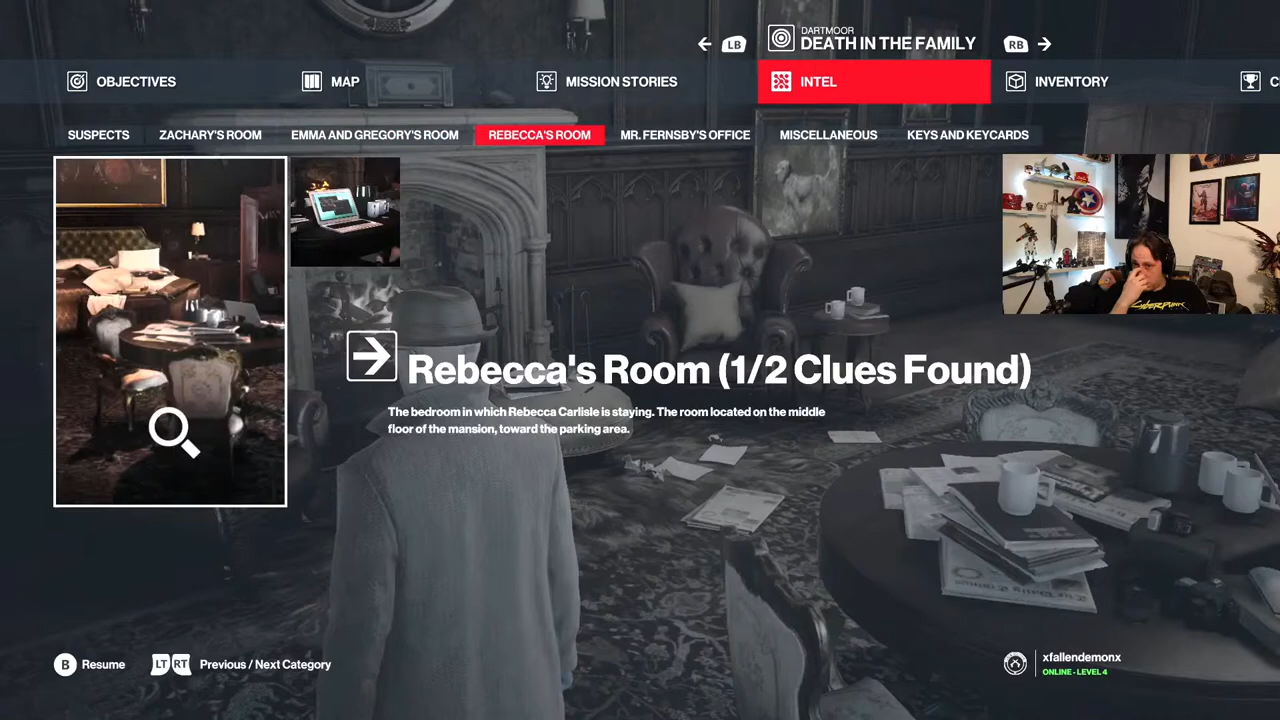 LB
DARTMOOR
DEATH IN THE FAMILY
RB
OBJECTIVES
MAP
MISSION STORIES
INTEL
INVENTORY
C
SUSPECTS
ZACHARY'S ROOM
EMMA AND GREGORY'S ROOM
REBECCA'S ROOM
MR. FERNSBY'S OFFICE
MISCELLANEOUS
KEYS AND KEYCARDS
CYBERPUNK
Rebecca's Room (1/2 Clues Found)
The bedroom in which Rebecca Carlisle is staying. The room located on the middle
floor of the mansion, toward the parking area.
B Resume
LT RT Previous / Next Category
xfallendemonx
ONLINE - LEVEL 4